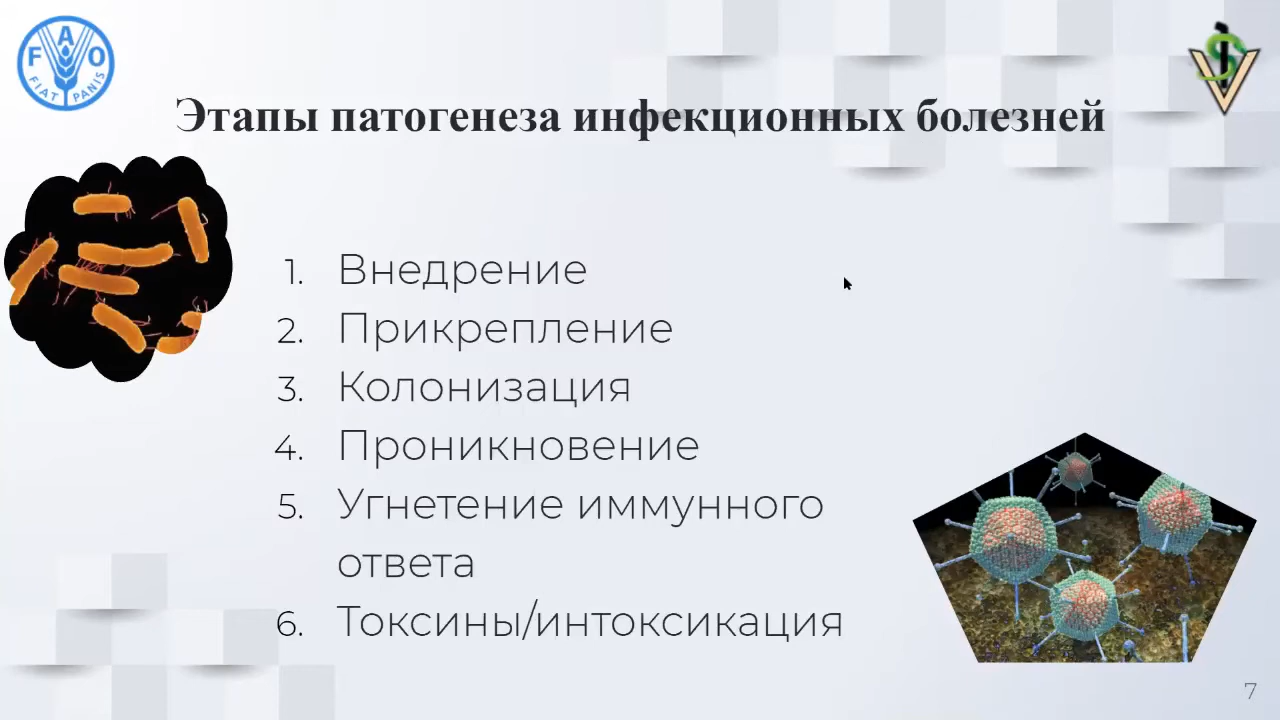 FAO
FIAT PANIS
Этапы патогенеза инфекционных болезней
1. Внедрение
2. Прикрепление
3. Колонизация
4. Проникновение
5. Угнетение иммунного
ответа
6. Токсины/интоксикация
7